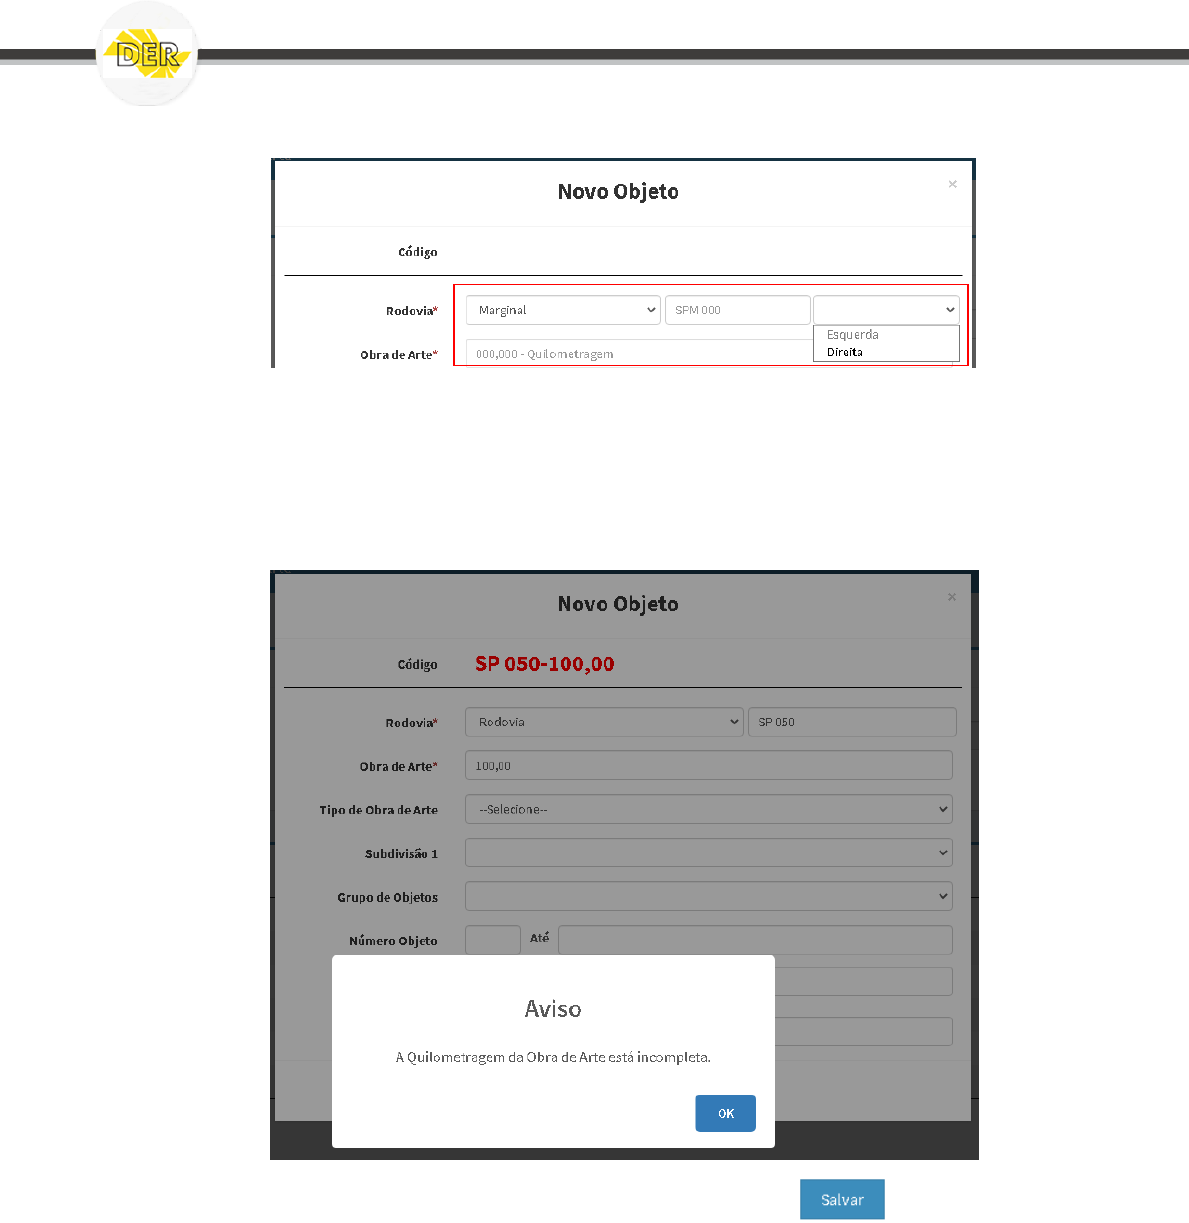 DER
Novo Objeto ×
Código
Rodovia* Marginal SPM 000
Esquerda
Obra de Arte* 000,000 - Quilometragem Direita
Novo Objeto ×
Código SP 050-100,00
Rodovia* Rodovia SP 050
Obra de Arte* 100,00
Tipo de Obra de Arte --Selecione--
Subdivisão 1
Grupo de Objetos
Número Objeto Até
Aviso
A Quilometragem da Obra de Arte está incompleta.
OK
Salvar